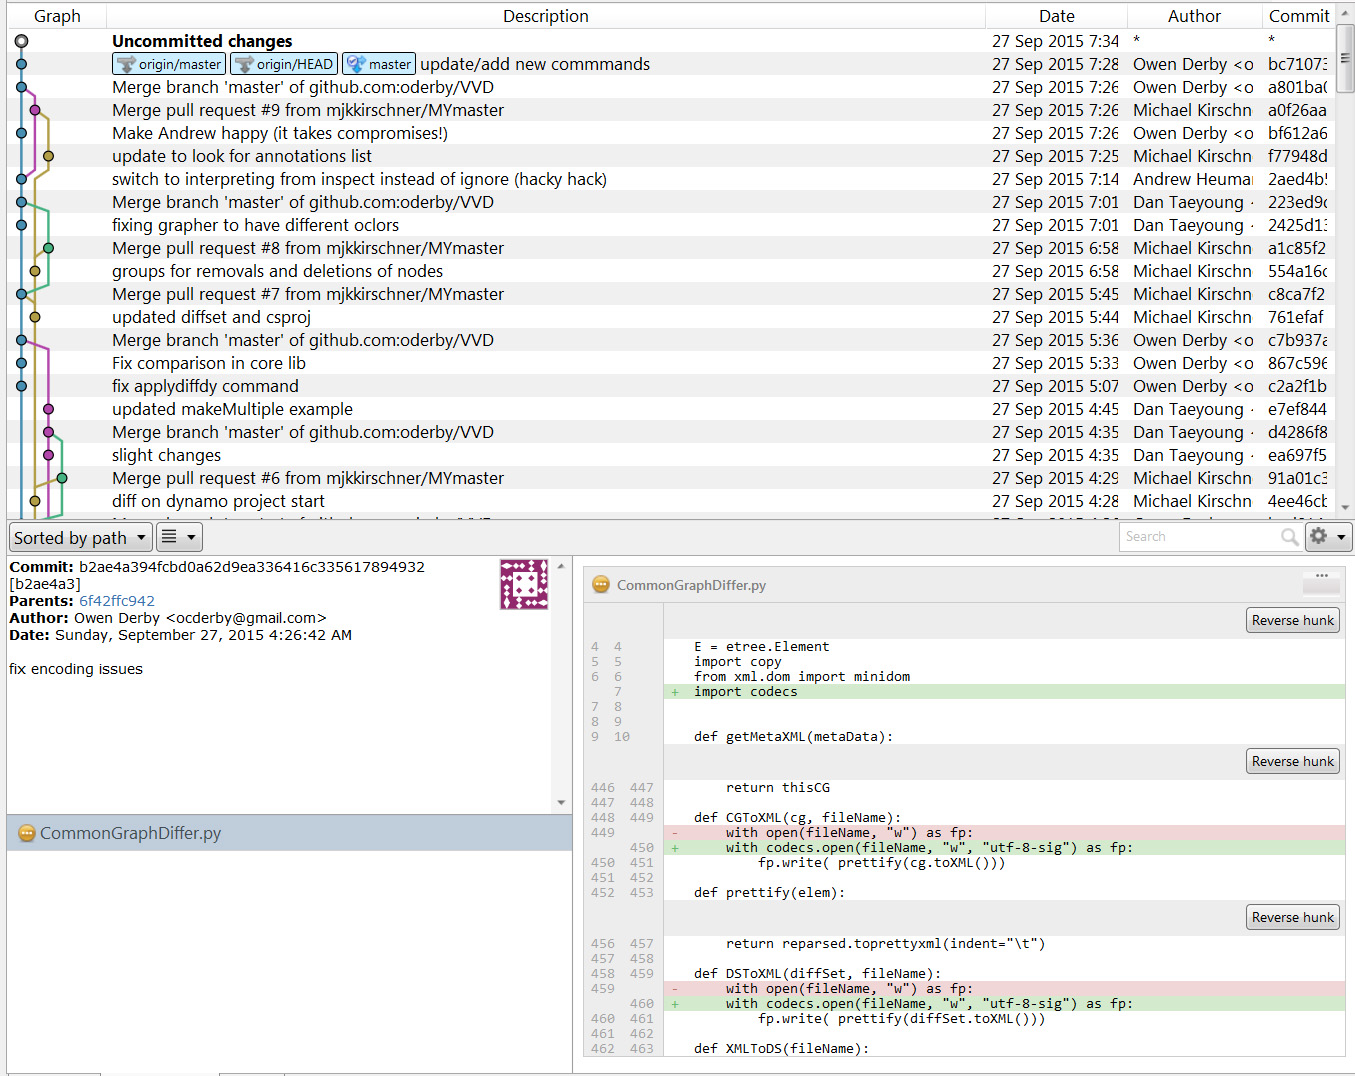 Graph Description Date Author Commit
Uncommitted changes 27 Sep 2015 7:34 * *
origin/master origin/HEAD master update/add new commmands 27 Sep 2015 7:28 Owen Derby <o bc7107
Merge branch 'master' of github.com:oderby/VVD 27 Sep 2015 7:26 Owen Derby <o a801ba
Merge pull request #9 from mjkkirschner/MYmaster 27 Sep 2015 7:26 Michael Kirschn a0f26aa
Make Andrew happy (it takes compromises!) 27 Sep 2015 7:26 Owen Derby <o bf612a6
update to look for annotations list 27 Sep 2015 7:25 Michael Kirschn f77948d
switch to interpreting from inspect instead of ignore (hacky hack) 27 Sep 2015 7:14 Andrew Heuma 2aed4b
Merge branch 'master' of github.com:oderby/VVD 27 Sep 2015 7:01 Dan Taeyoung 223ed9
fixing grapher to have different oclors 27 Sep 2015 7:01 Dan Taeyoung 2425d1
Merge pull request #8 from mjkkirschner/MYmaster 27 Sep 2015 6:58 Michael Kirschn a1c85f2
groups for removals and deletions of nodes 27 Sep 2015 6:58 Michael Kirschn 554a16
Merge pull request #7 from mjkkirschner/MYmaster 27 Sep 2015 5:45 Michael Kirschn c8ca7f2
updated diffset and csproj 27 Sep 2015 5:44 Michael Kirschn 761efaf
Merge branch 'master' of github.com:oderby/VVD 27 Sep 2015 5:36 Owen Derby <o c7b937
Fix comparison in core lib 27 Sep 2015 5:33 Owen Derby <o 867c596
fix applydiffdy command 27 Sep 2015 5:07 Owen Derby <o c2a2f1b
updated makeMultiple example 27 Sep 2015 4:45 Dan Taeyoung e7ef844
Merge branch 'master' of github.com:oderby/VVD 27 Sep 2015 4:35 Dan Taeyoung d4286f8
slight changes 27 Sep 2015 4:35 Dan Taeyoung ea697f5
Merge pull request #6 from mjkkirschner/MYmaster 27 Sep 2015 4:29 Michael Kirschn 91a01c
diff on dynamo project start 27 Sep 2015 4:28 Michael Kirschn 4ee46c
Sorted by path Search
Commit: b2ae4a394fcbd0a62d9ea336416c335617894932
[b2ae4a3]
Parents: 6f42ffc942
Author: Owen Derby <ocderby@gmail.com>
Date: Sunday, September 27, 2015 4:26:42 AM
fix encoding issues
CommonGraphDiffer.py
CommonGraphDiffer.py
Reverse hunk
4 4 E = etree.Element
5 5 import copy
6 6 from xml.dom import minidom
7 + import codecs
7 8
8 9
9 10 def getMetaXML(metaData):
Reverse hunk
446 447 return thisCG
447 448
448 449 def CGToXML(cg, fileName):
449 - with open(fileName, "w") as fp:
450 + with codecs.open(fileName, "w", "utf-8-sig") as fp:
450 451 fp.write( prettify(cg.toXML()))
451 452
452 453 def prettify(elem):
Reverse hunk
456 457 return reparsed.toprettyxml(indent="\t")
457 458
458 459 def DSToXML(diffSet, fileName):
459 - with open(fileName, "w") as fp:
460 + with codecs.open(fileName, "w", "utf-8-sig") as fp:
460 461 fp.write( prettify(diffSet.toXML()))
461 462
462 463 def XMLToDS(fileName):